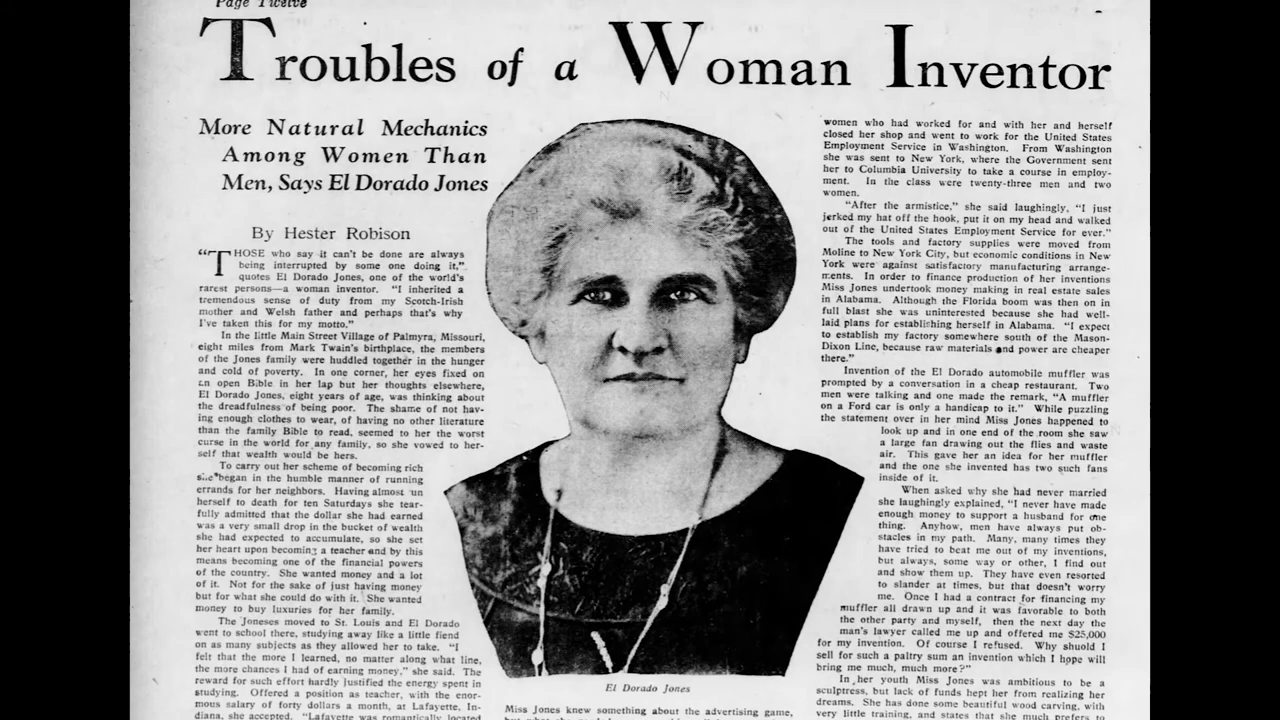 Page Twelve
Troubles of a Woman Inventor
More Natural Mechanics
Among Women Than
Men, Says El Dorado Jones
By Hester Robison
"THOSE who say it can't be done are always
being interrupted by some one doing it,"
quotes El Dorado Jones, one of the world's
rarest persons—a woman inventor. "I inherited a
tremendous sense of duty from my Scotch-Irish
mother and Welsh father and perhaps that's why
I've taken this for my motto."
In the little Main Street Village of Palmyra, Missouri,
eight miles from Mark Twain's birthplace, the members
of the Jones family were huddled together in the hunger
and cold of poverty. In one corner, her eyes fixed on
an open Bible in her lap but her thoughts elsewhere,
El Dorado Jones, eight years of age, was thinking about
the dreadfulness of being poor. The shame of not hav-
ing enough clothes to wear, of having no other literature
than the family Bible to read, seemed to her the worst
curse in the world for any family, so she vowed to her-
self that wealth would be hers.
To carry out her scheme of becoming rich
she began in the humble manner of running
errands for her neighbors. Having almost un
herself to death for ten Saturdays she tear-
fully admitted that the dollar she had earned
was a very small drop in the bucket of wealth
she had expected to accumulate, so she set
her heart upon becoming a teacher and by this
means becoming one of the financial powers
of the country. She wanted money and a lot
of it. Not for the sake of just having money
but for what she could do with it. She wanted
money to buy luxuries for her family.
The Joneses moved to St. Louis and El Dorado
went to school there, studying away like a little fiend
on as many subjects as they allowed her to take. "I
felt that the more I learned, no matter along what line,
the more chances I had of earning money," she said. The
reward for such effort hardly justified the energy spent in
studying. Offered a position as teacher, with the enor-
mous salary of forty dollars a month, at Lafayette, In-
diana, she accepted. "Lafayette was romantically located
El Dorado Jones
Miss Jones knew something about the advertising game,
women who had worked for and with her and herself
closed her shop and went to work for the United States
Employment Service in Washington. From Washington
she was sent to New York, where the Government sent
her to Columbia University to take a course in employ-
ment. In the class were twenty-three men and two
women.
"After the armistice," she said laughingly, "I just
jerked my hat off the hook, put it on my head and walked
out of the United States Employment Service for ever."
The tools and factory supplies were moved from
Moline to New York City, but economic conditions in New
York were against satisfactory manufacturing arrange-
ments. In order to finance production of her inventions
Miss Jones undertook money making in real estate sales
in Alabama. Although the Florida boom was then on in
full blast she was uninterested because she had well-
laid plans for establishing herself in Alabama. "I expect
to establish my factory somewhere south of the Mason-
Dixon Line, because raw materials and power are cheaper
there."
Invention of the El Dorado automobile muffler was
prompted by a conversation in a cheap restaurant. Two
men were talking and one made the remark, "A muffler
on a Ford car is only a handicap to it." While puzzling
the statement over in her mind Miss Jones happened to
look up and in one end of the room she saw
a large fan drawing out the flies and waste
air. This gave her an idea for her muffler
and the one she invented has two such fans
inside of it.
When asked why she had never married
she laughingly explained, "I never have made
enough money to support a husband for one
thing. Anyhow, men have always put ob-
stacles in my path. Many, many times they
have tried to beat me out of my inventions,
but always, some way or other, I find out
and show them up. They have even resorted
to slander at times, but that doesn't worry
me. Once I had a contract for financing my
muffler all drawn up and it was favorable to both
the other party and myself, then the next day the
man's lawyer called me up and offered me $25,000
for my invention. Of course I refused. Why should I
sell for such a paltry sum an invention which I hope will
bring me much, much more?"
In her youth Miss Jones was ambitious to be a
sculptress, but lack of funds kept her from realizing her
dreams. She has done some beautiful wood carving, with
very little training, and states that she much prefers to